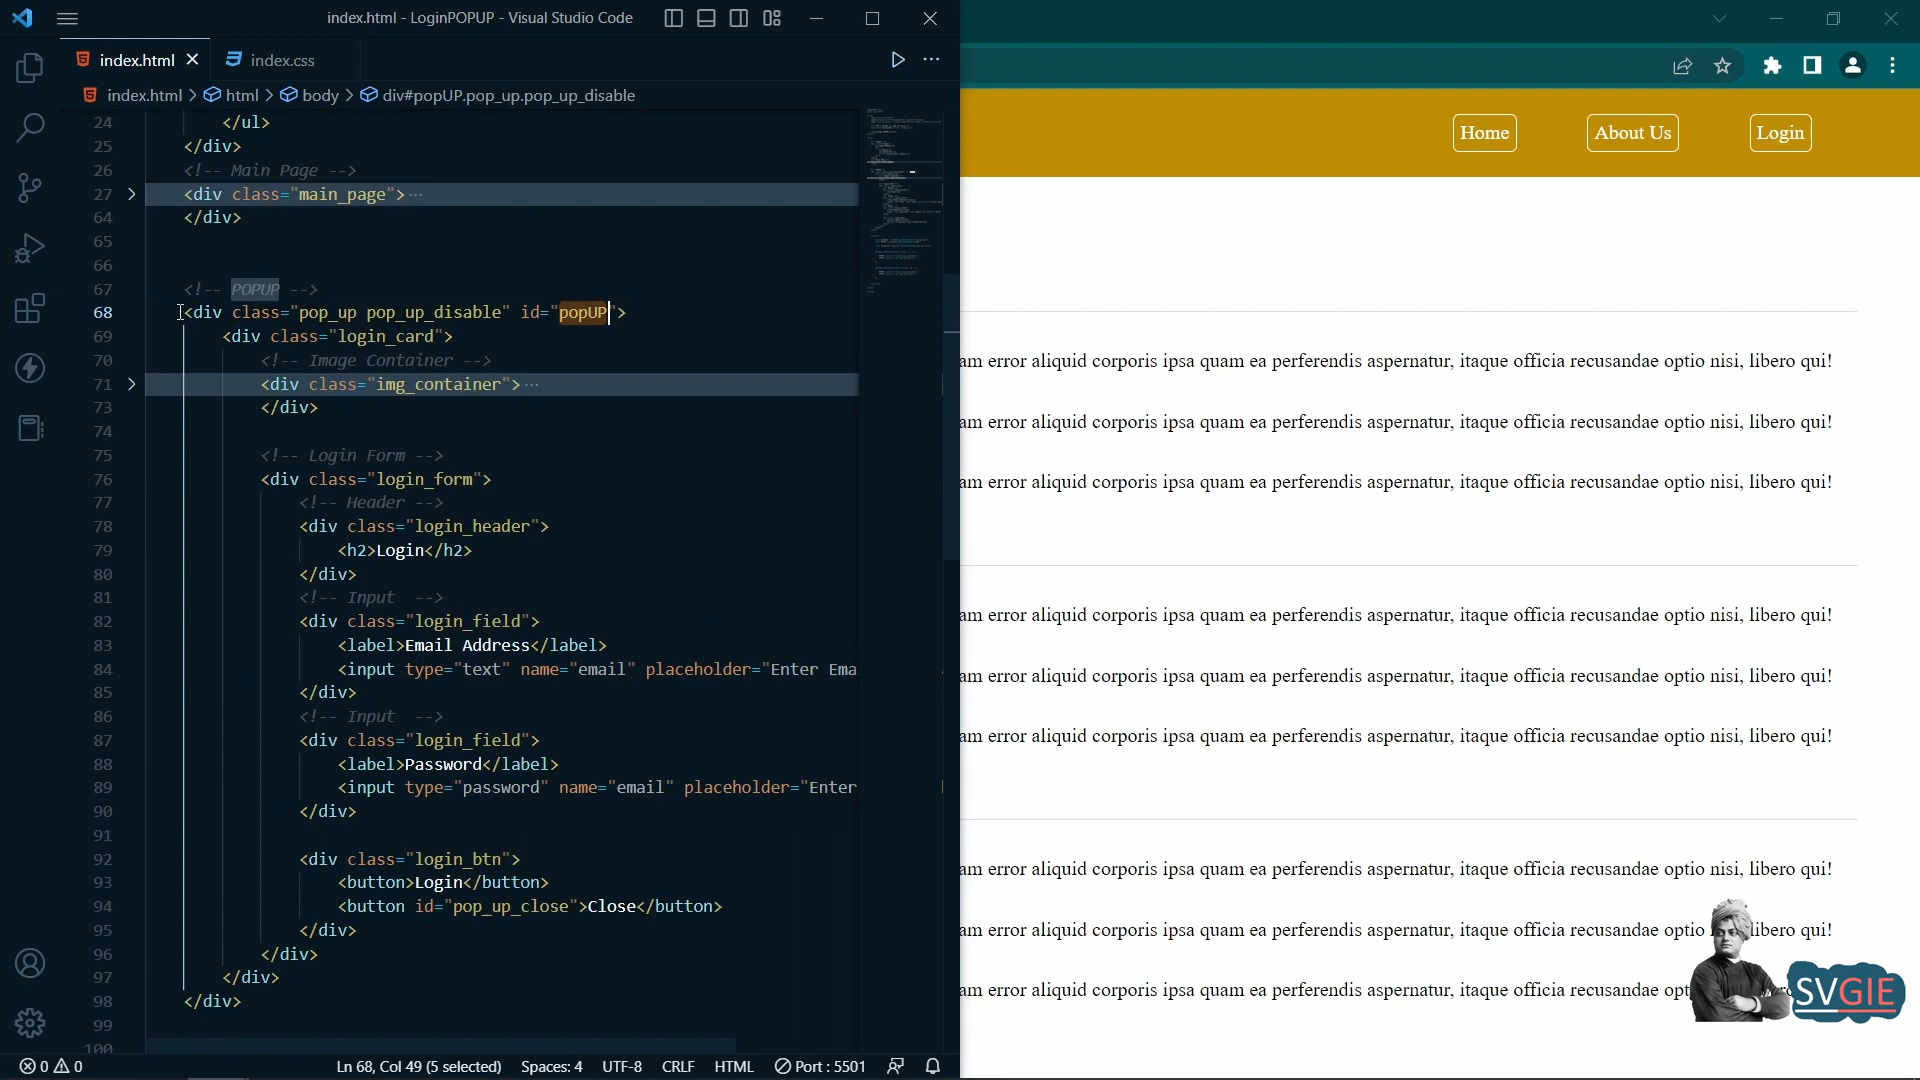 index.html - LoginPOPUP - Visual Studio Code
index.html
index.css
index.html > html > body > div#popUP.pop_up.pop_up_disable
24 </ul>
25 </div>
26 <!-- Main Page -->
27 <div class="main_page"> ···
64 </div>
65
66
67 <!-- POPUP -->
68 <div class="pop_up pop_up_disable" id="popUP">
69 <div class="login_card">
70 <!-- Image Container -->
71 <div class="img_container"> ···
73 </div>
74
75 <!-- Login Form -->
76 <div class="login_form">
77 <!-- Header -->
78 <div class="login_header">
79 <h2>Login</h2>
80 </div>
81 <!-- Input  -->
82 <div class="login_field">
83 <label>Email Address</label>
84 <input type="text" name="email" placeholder="Enter Ema
85 </div>
86 <!-- Input  -->
87 <div class="login_field">
88 <label>Password</label>
89 <input type="password" name="email" placeholder="Enter
90 </div>
91
92 <div class="login_btn">
93 <button>Login</button>
94 <button id="pop_up_close">Close</button>
95 </div>
96 </div>
97 </div>
98 </div>
99
100
0 0
Ln 68, Col 49 (5 selected)
Spaces: 4
UTF-8
CRLF
HTML
Port : 5501
Home
About Us
Login
am error aliquid corporis ipsa quam ea perferendis aspernatur, itaque officia recusandae optio nisi, libero qui!
am error aliquid corporis ipsa quam ea perferendis aspernatur, itaque officia recusandae optio nisi, libero qui!
am error aliquid corporis ipsa quam ea perferendis aspernatur, itaque officia recusandae optio nisi, libero qui!
am error aliquid corporis ipsa quam ea perferendis aspernatur, itaque officia recusandae optio nisi, libero qui!
am error aliquid corporis ipsa quam ea perferendis aspernatur, itaque officia recusandae optio nisi, libero qui!
am error aliquid corporis ipsa quam ea perferendis aspernatur, itaque officia recusandae optio nisi, libero qui!
am error aliquid corporis ipsa quam ea perferendis aspernatur, itaque officia recusandae optio nisi, libero qui!
am error aliquid corporis ipsa quam ea perferendis aspernatur, itaque officia recusandae optio libero qui!
am error aliquid corporis ipsa quam ea perferendis aspernatur, itaque officia recusandae opt
SVGIE